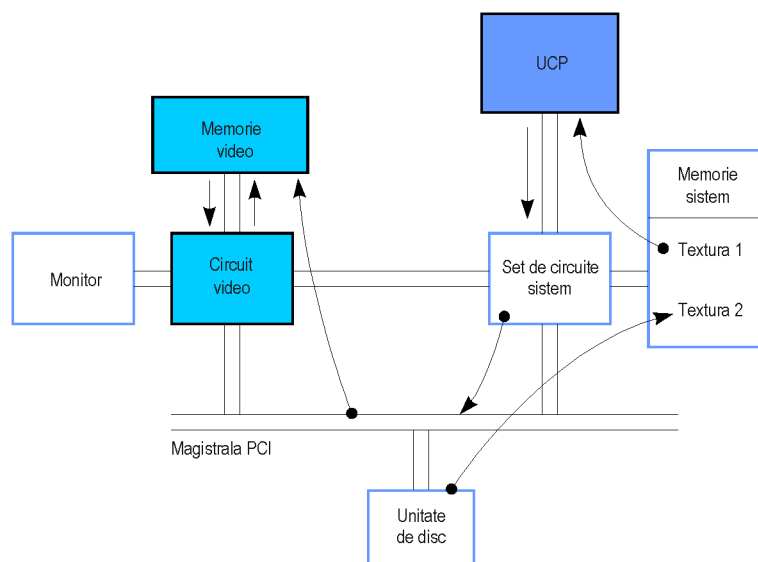 UCP
Memorie
video
Memorie
sistem
Monitor
Circuit
video
Set de circuite
sistem
Textura 1
Textura 2
Magistrala PCI
Unitate
de disc